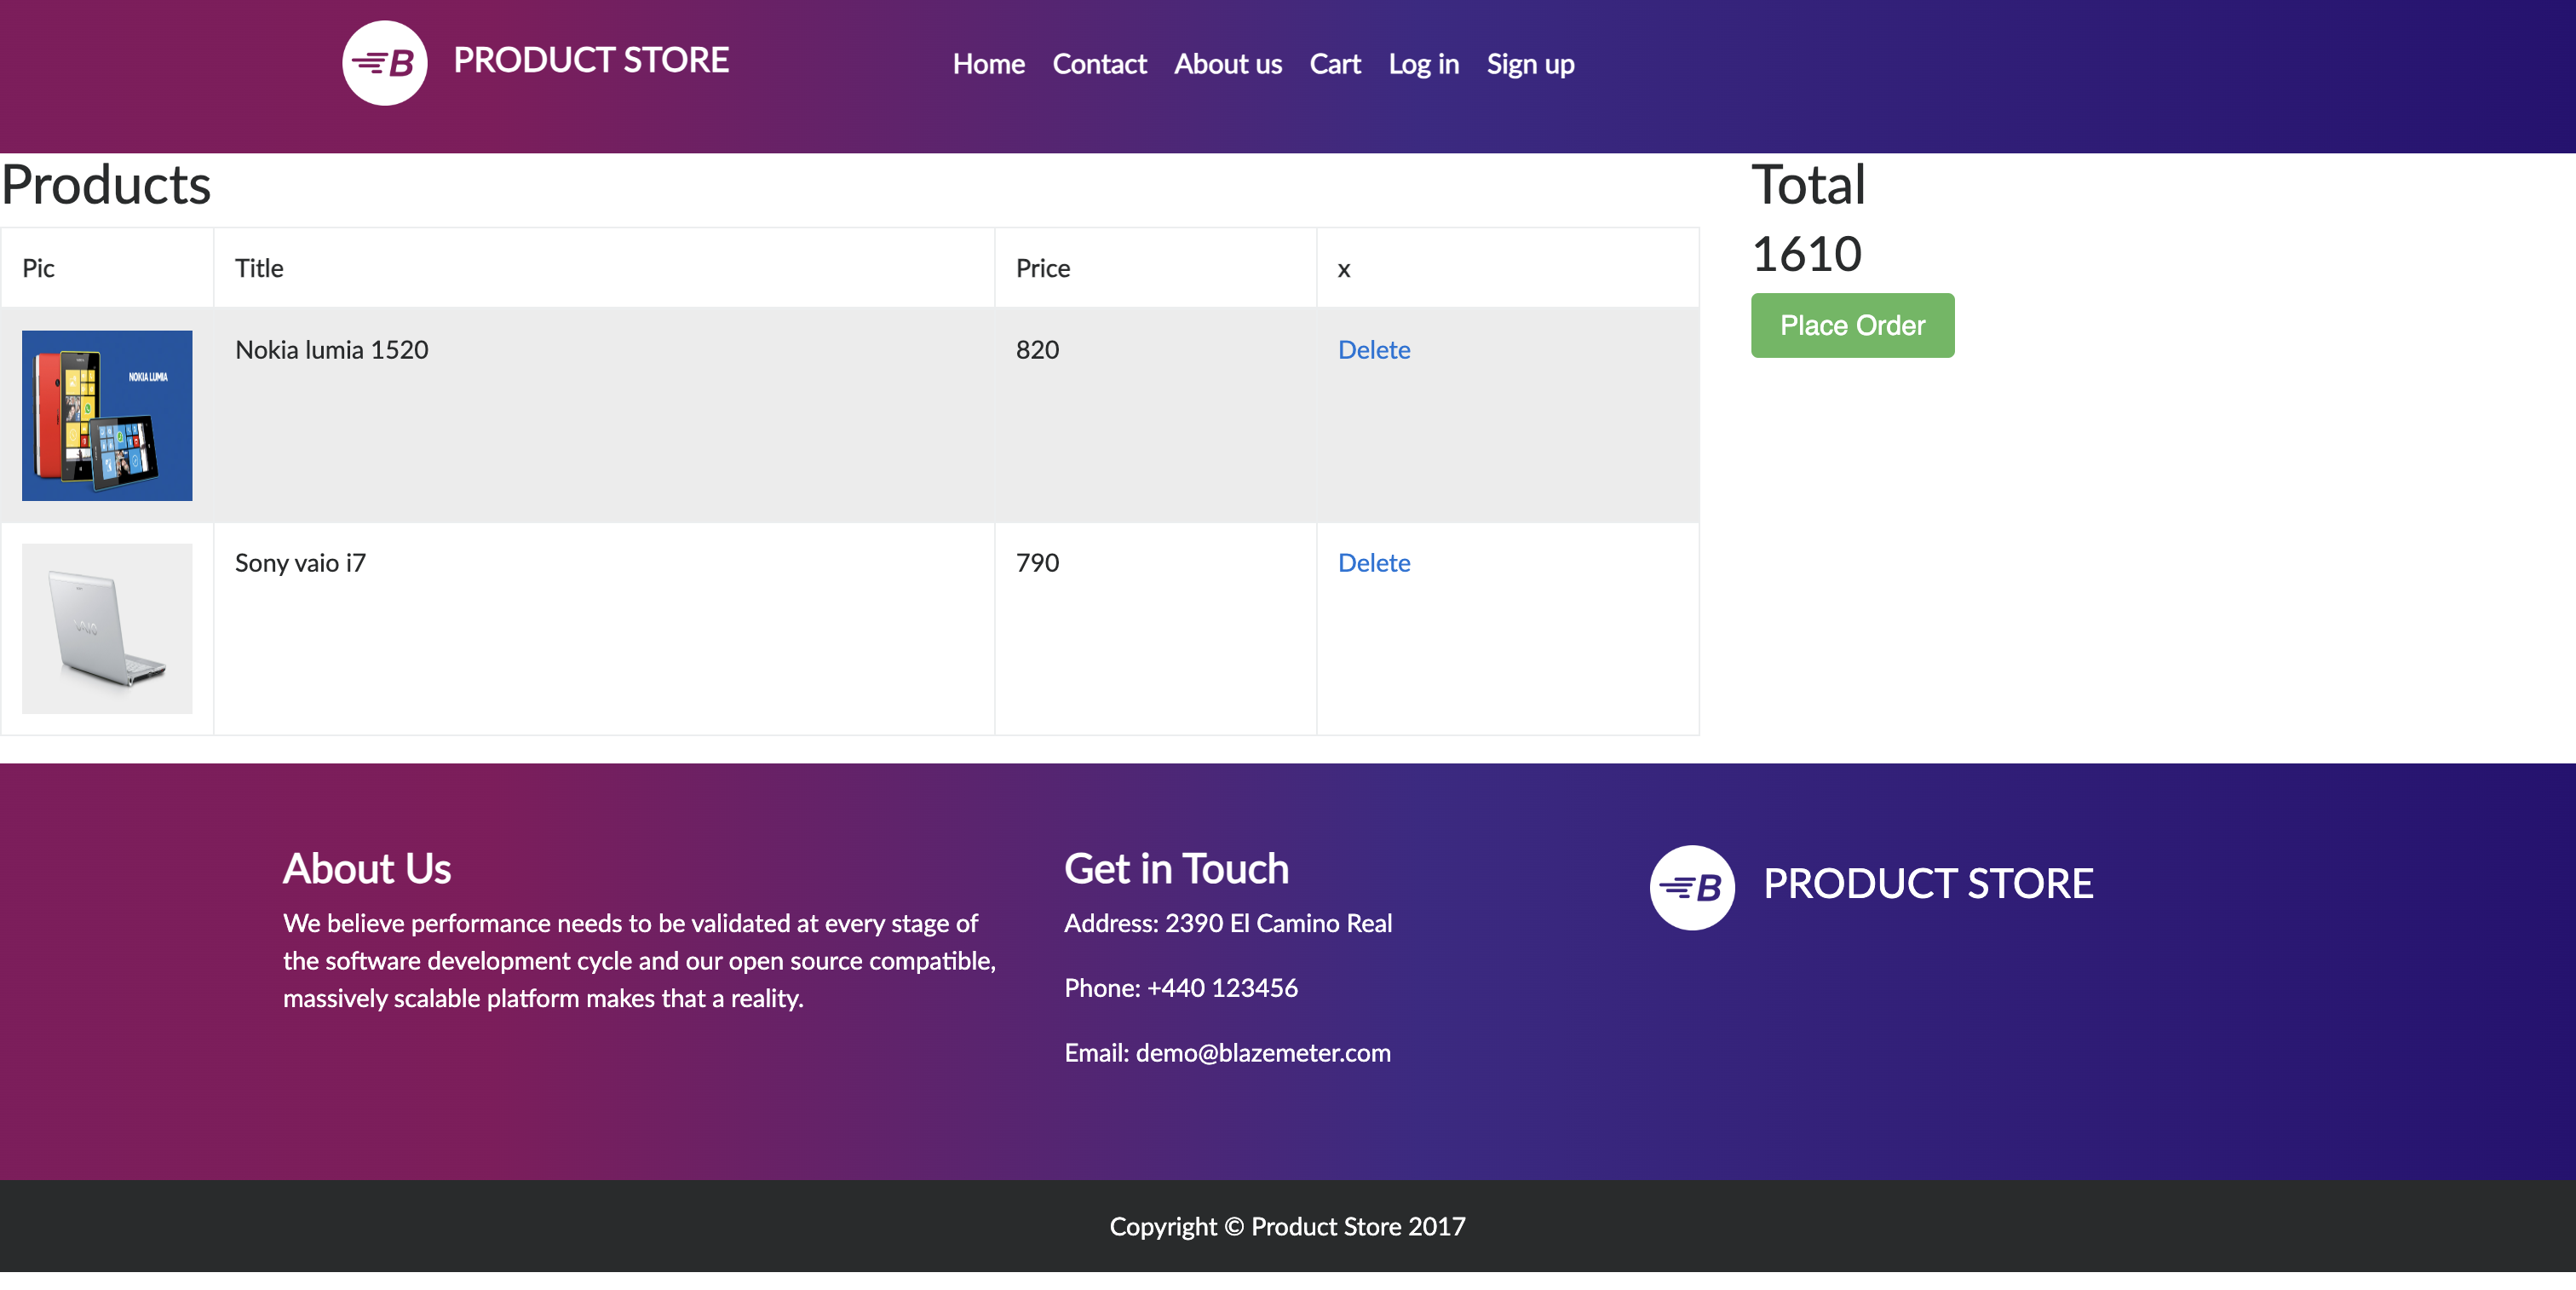 B PRODUCT STORE
Home Contact About us Cart Log in Sign up
Products
Pic Title Price x
NOKIA LUMIA
Nokia lumia 1520 820 Delete
VAIO
Sony vaio i7 790 Delete
Total
1610
Place Order
About Us
We believe performance needs to be validated at every stage of
the software development cycle and our open source compatible,
massively scalable platform makes that a reality.
Get in Touch
Address: 2390 El Camino Real
Phone: +440 123456
Email: demo@blazemeter.com
B PRODUCT STORE
Copyright © Product Store 2017